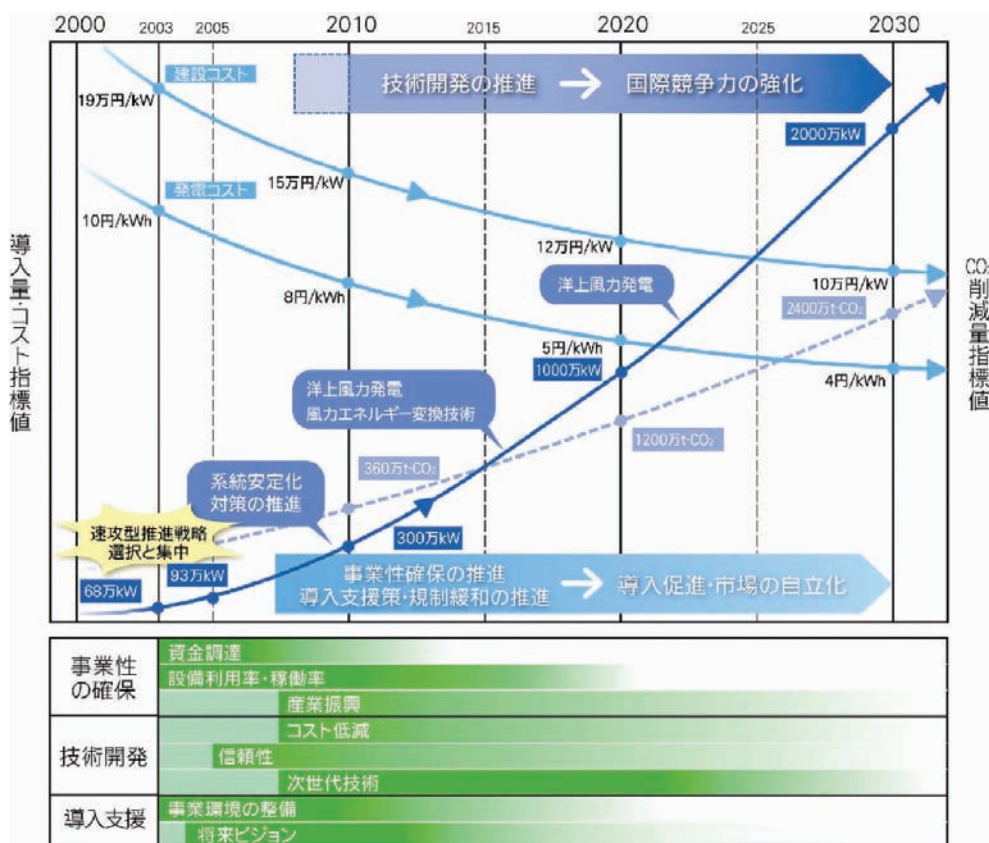 2000 2003 2005 2010 2015 2020 2025 2030
建設コスト
技術開発の推進 → 国際競争力の強化
19万円/kW
2000万kW
15万円/kW
発電コスト
10円/kWh
12万円/kW
8円/kWh
洋上風力発電
10万円/kW
2400万t-CO₂
5円/kWh
1000万kW
4円/kWh
導入量・コスト指標値
CO₂削減量指標値
洋上風力発電
風力エネルギー変換技術
1200万t-CO₂
360万t-CO₂
系統安定化
対策の推進
速攻型推進戦略
選択と集中
300万kW
93万kW
68万kW
事業性確保の推進
導入支援策・規制緩和の推進
→ 導入促進・市場の自立化
事業性
の確保
資金調達
設備利用率・稼働率
産業振興
技術開発
コスト低減
信頼性
次世代技術
導入支援
事業環境の整備
将来ビジョン